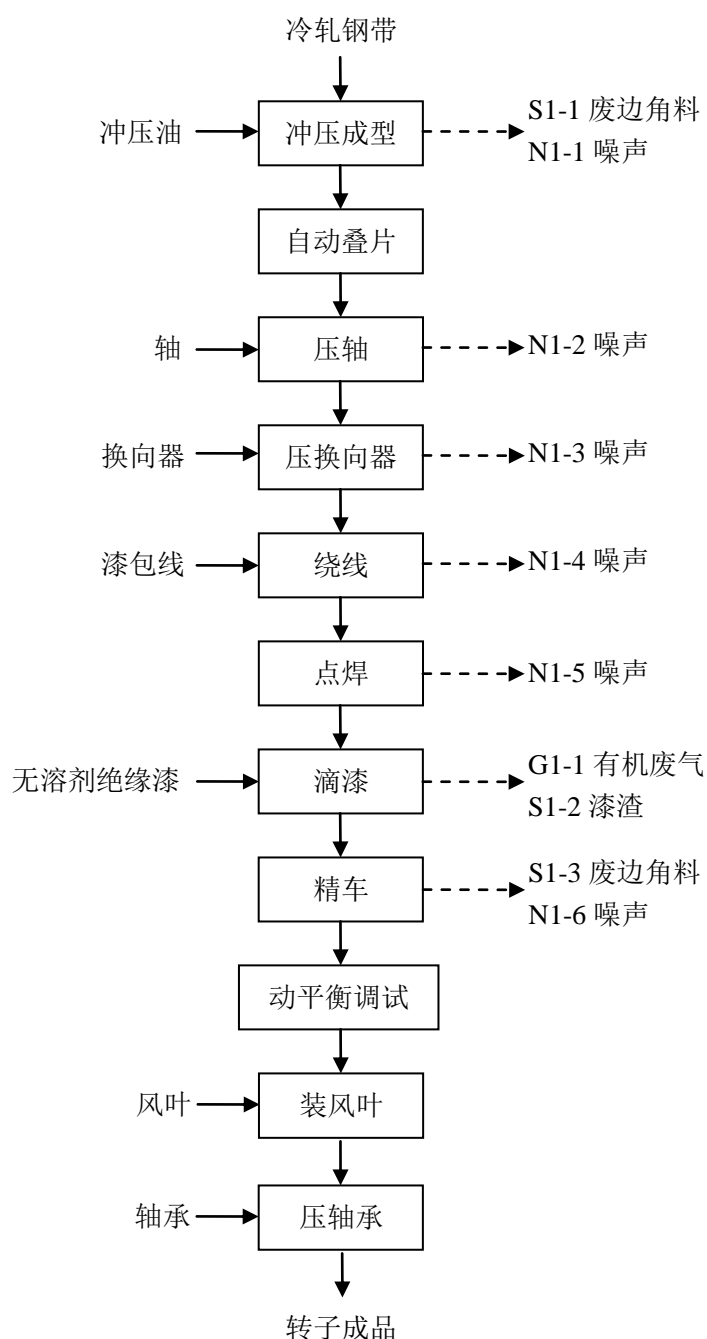 冷轧钢带
冲压油
冲压成型
S1-1 废边角料
N1-1 噪声
自动叠片
轴
压轴
N1-2 噪声
换向器
压换向器
N1-3 噪声
漆包线
绕线
N1-4 噪声
点焊
N1-5 噪声
无溶剂绝缘漆
滴漆
G1-1 有机废气
S1-2 漆渣
精车
S1-3 废边角料
N1-6 噪声
动平衡调试
风叶
装风叶
轴承
压轴承
转子成品